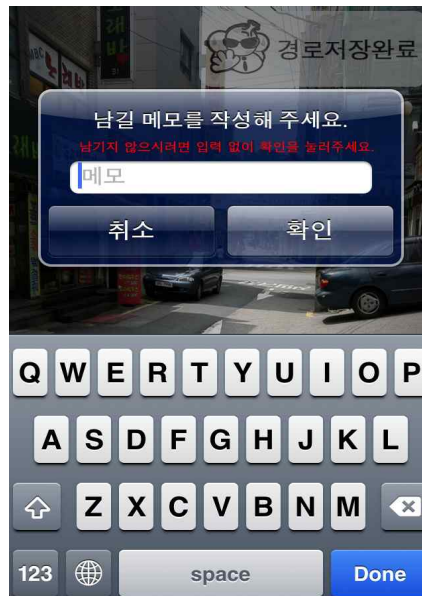 경로저장완료
남길 메모를 작성해 주세요.
남기지 않으시려면 입력 없이 확인을 눌러주세요.
메모
취소 확인
Q W E R T Y U I O P
A S D F G H J K L
Z X C V B N M
123 space Done